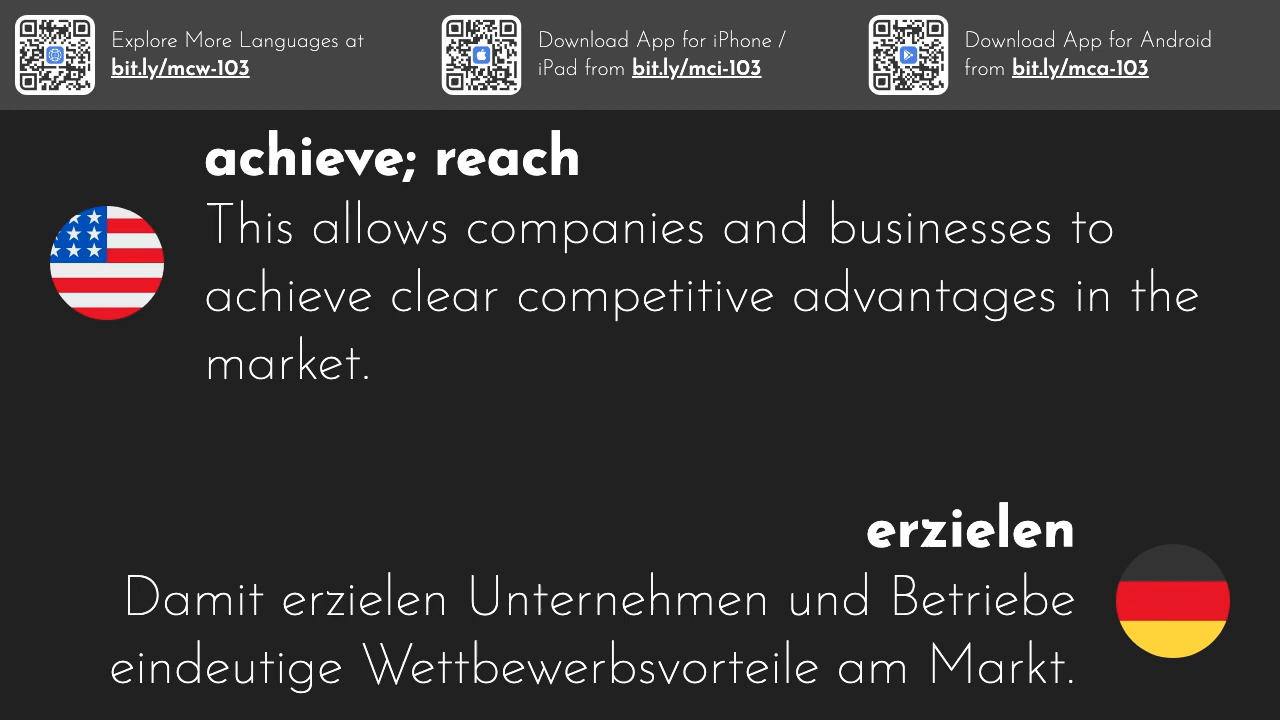 Explore More Languages at
bit.ly/mcw-103
Download App for iPhone /
iPad from bit.ly/mci-103
Download App for Android
from bit.ly/mca-103
achieve; reach
This allows companies and businesses to
achieve clear competitive advantages in the
market.
erzielen
Damit erzielen Unternehmen und Betriebe
eindeutige Wettbewerbsvorteile am Markt.